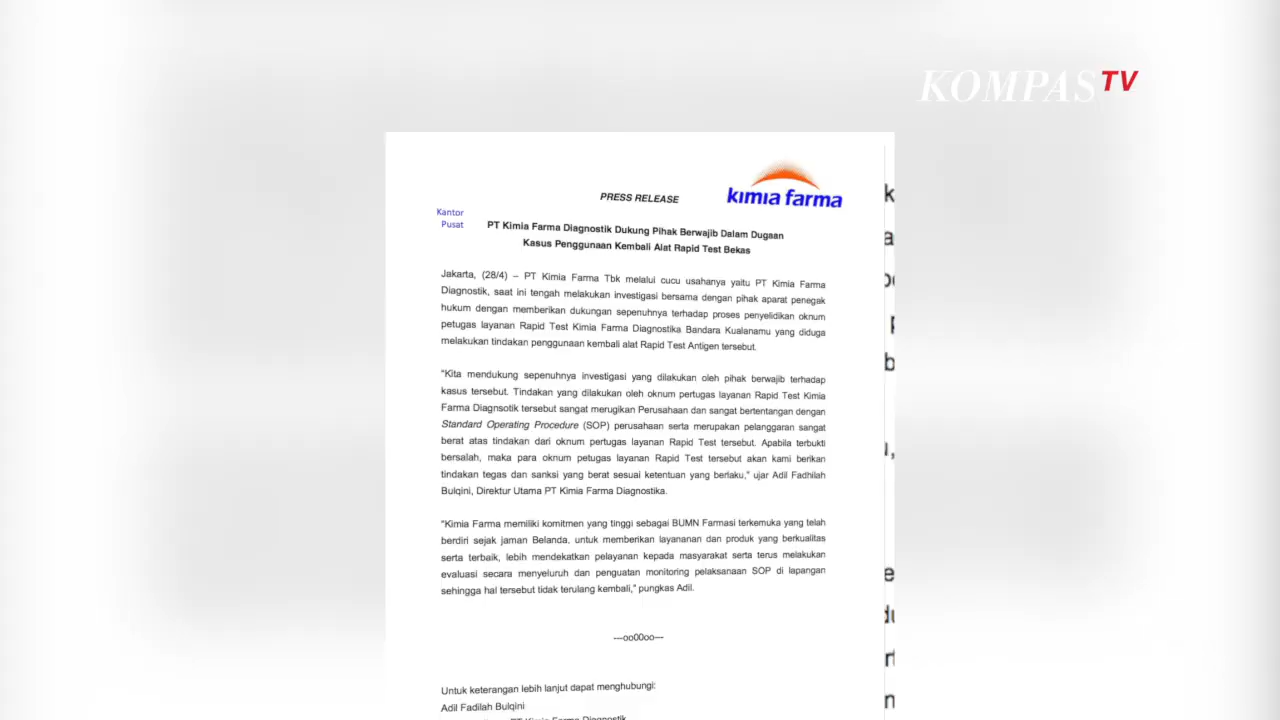 KOMPAS TV
kimia farma
PRESS RELEASE
Kantor
Pusat
PT Kimia Farma Diagnostik Dukung Pihak Berwajib Dalam Dugaan
Kasus Penggunaan Kembali Alat Rapid Test Bekas
Jakarta, (28/4) – PT Kimia Farma Tbk melalui cucu usahanya yaitu PT Kimia Farma
Diagnostik, saat ini tengah melakukan investigasi bersama dengan pihak aparat penegak
hukum dengan memberikan dukungan sepenuhnya terhadap proses penyelidikan oknum
petugas layanan Rapid Test Kimia Farma Diagnostika Bandara Kualanamu yang diduga
melakukan tindakan penggunaan kembali alat Rapid Test Antigen tersebut.
“Kita mendukung sepenuhnya investigasi yang dilakukan oleh pihak berwajib terhadap
kasus tersebut. Tindakan yang dilakukan oleh oknum pertugas layanan Rapid Test Kimia
Farma Diagnsotik tersebut sangat merugikan Perusahaan dan sangat bertentangan dengan
Standard Operating Procedure (SOP) perusahaan serta merupakan pelanggaran sangat
berat atas tindakan dari oknum pertugas layanan Rapid Test tersebut. Apabila terbukti
bersalah, maka para oknum petugas layanan Rapid Test tersebut akan kami berikan
tindakan tegas dan sanksi yang berat sesuai ketentuan yang berlaku,” ujar Adil Fadhilah
Bulqini, Direktur Utama PT Kimia Farma Diagnostika.
“Kimia Farma memiliki komitmen yang tinggi sebagai BUMN Farmasi terkemuka yang telah
berdiri sejak jaman Belanda, untuk memberikan layananan dan produk yang berkualitas
serta terbaik, lebih mendekatkan pelayanan kepada masyarakat serta terus melakukan
evaluasi secara menyeluruh dan penguatan monitoring pelaksanaan SOP di lapangan
sehingga hal tersebut tidak terulang kembali,” pungkas Adil.
---oo00oo---
Untuk keterangan lebih lanjut dapat menghubungi:
Adil Fadilah Bulqini
PT Kimia Farma Diagnostik